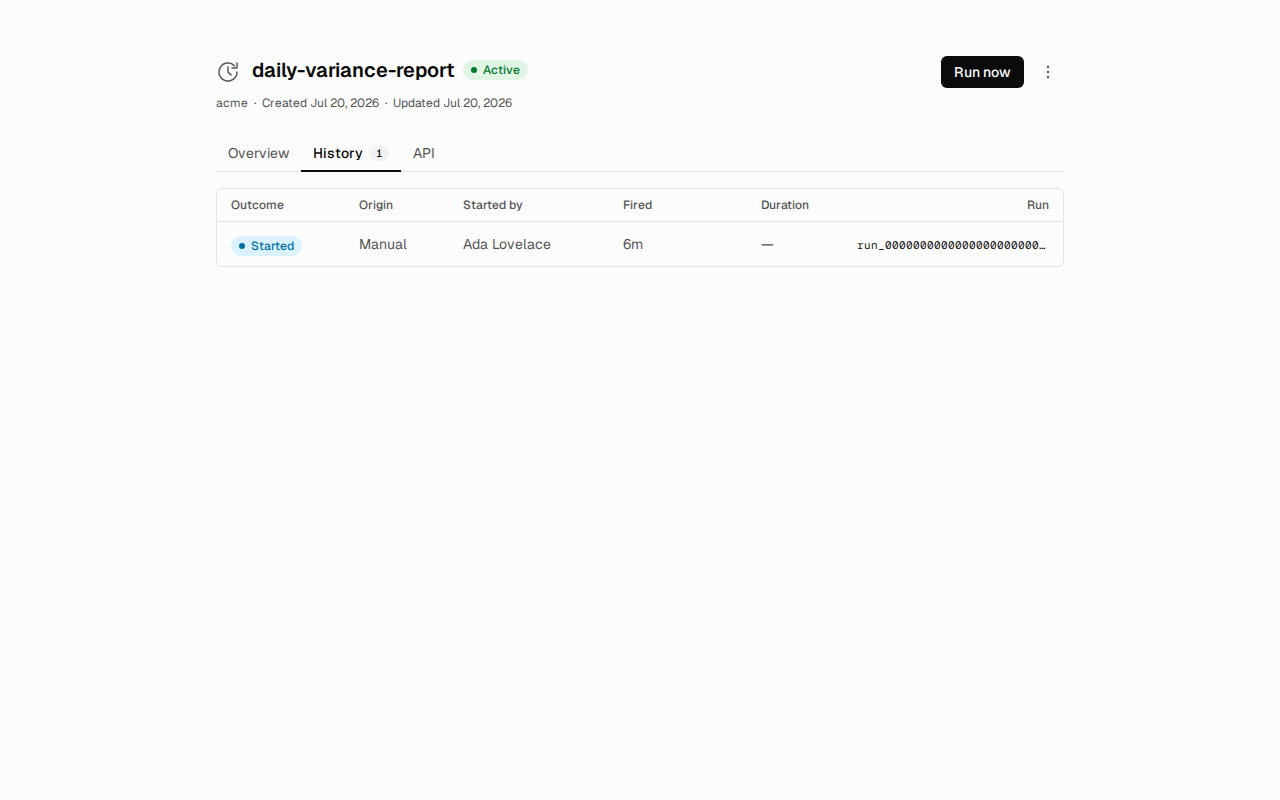 daily-variance-report Active Run now
acme · Created Jul 20, 2026 · Updated Jul 20, 2026
Overview History 1 API
Outcome Origin Started by Fired Duration Run
Started Manual Ada Lovelace 6m — run_00000000000000000000000…